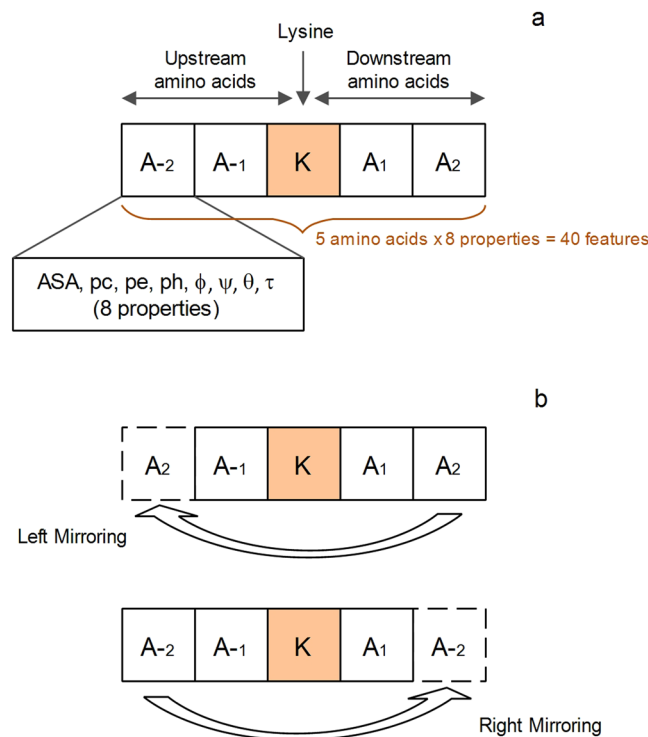 a
Lysine
Upstream
amino acids
Downstream
amino acids
A-2 A-1 K A1 A2
5 amino acids x 8 properties = 40 features
ASA, pc, pe, ph, ϕ, ψ, θ, τ
(8 properties)
b
A2 A-1 K A1 A2
Left Mirroring
A-2 A-1 K A1 A-2
Right Mirroring